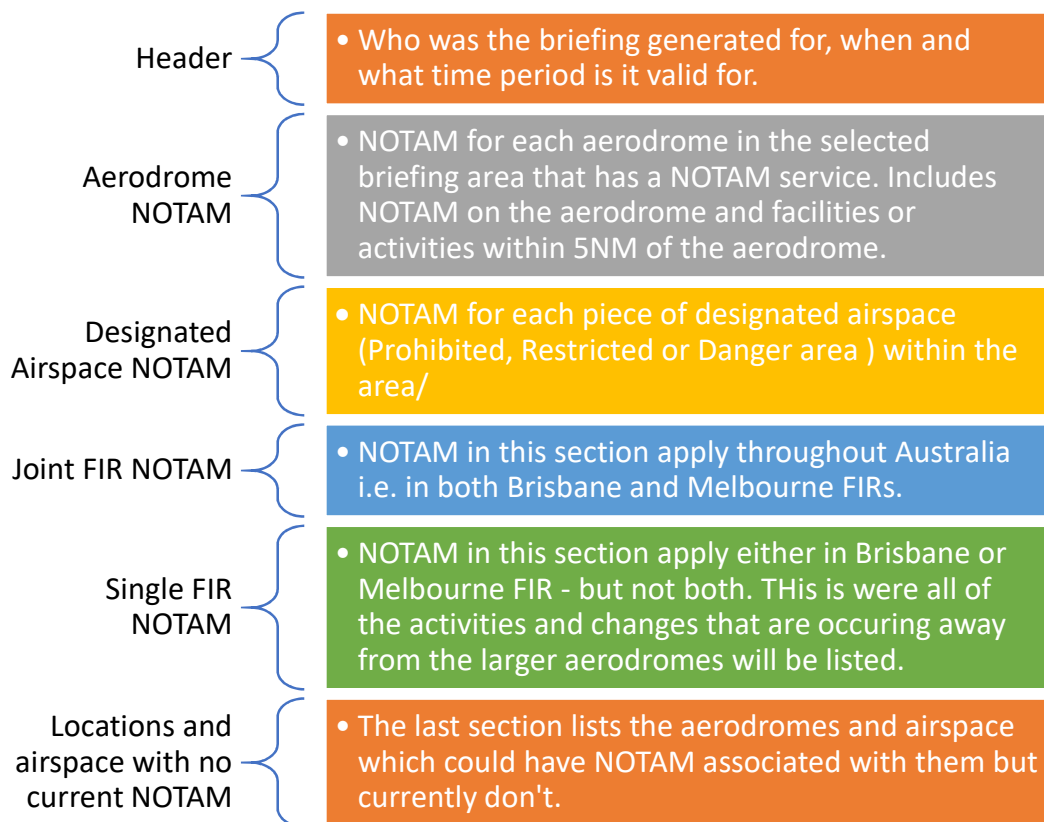 Header
• Who was the briefing generated for, when and
what time period is it valid for.
Aerodrome
NOTAM
• NOTAM for each aerodrome in the selected
briefing area that has a NOTAM service. Includes
NOTAM on the aerodrome and facilities or
activities within 5NM of the aerodrome.
Designated
Airspace NOTAM
• NOTAM for each piece of designated airspace
(Prohibited, Restricted or Danger area ) within the
area/
Joint FIR NOTAM
• NOTAM in this section apply throughout Australia
i.e. in both Brisbane and Melbourne FIRs.
Single FIR
NOTAM
• NOTAM in this section apply either in Brisbane or
Melbourne FIR - but not both. THis is were all of
the activities and changes that are occuring away
from the larger aerodromes will be listed.
Locations and
airspace with no
current NOTAM
• The last section lists the aerodromes and airspace
which could have NOTAM associated with them but
currently don't.